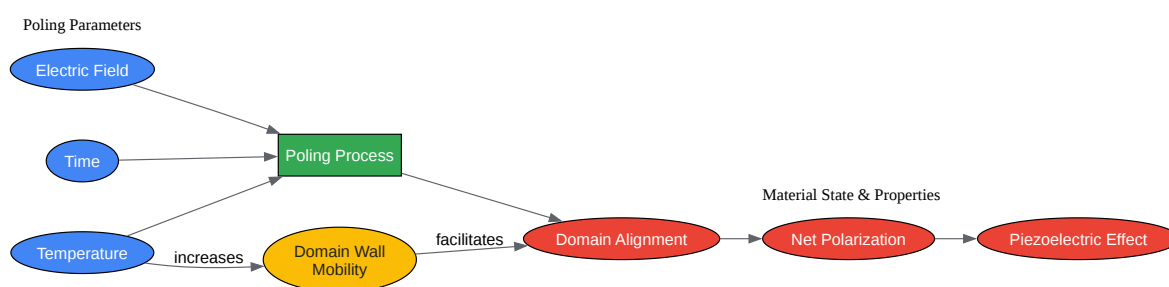 Poling Parameters
Electric Field
Time
Temperature
Poling Process
increases
Domain Wall
Mobility
facilitates
Domain Alignment
Material State & Properties
Net Polarization
Piezoelectric Effect